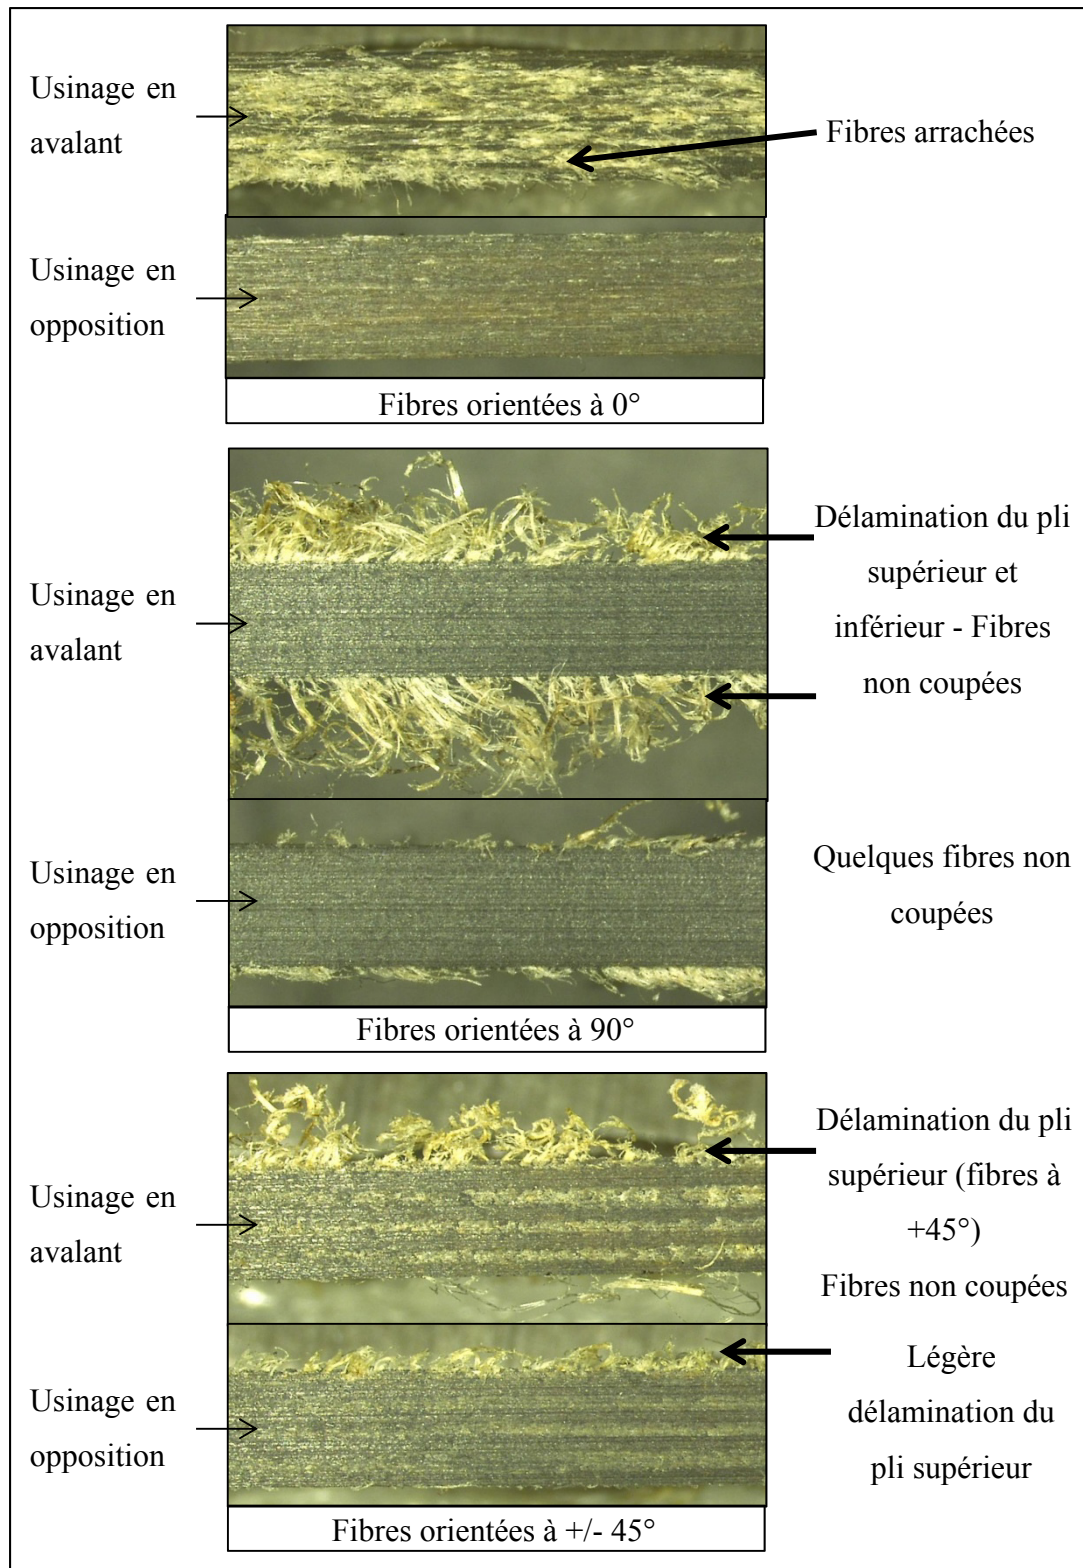 Usinage en
avalant
Fibres arrachées
Usinage en
opposition
Fibres orientées à 0°
Usinage en
avalant
Délamination du pli
supérieur et
inférieur - Fibres
non coupées
Usinage en
opposition
Quelques fibres non
coupées
Fibres orientées à 90°
Usinage en
avalant
Délamination du pli
supérieur (fibres à
+45°)
Fibres non coupées
Usinage en
opposition
Légère
délamination du
pli supérieur
Fibres orientées à +/- 45°